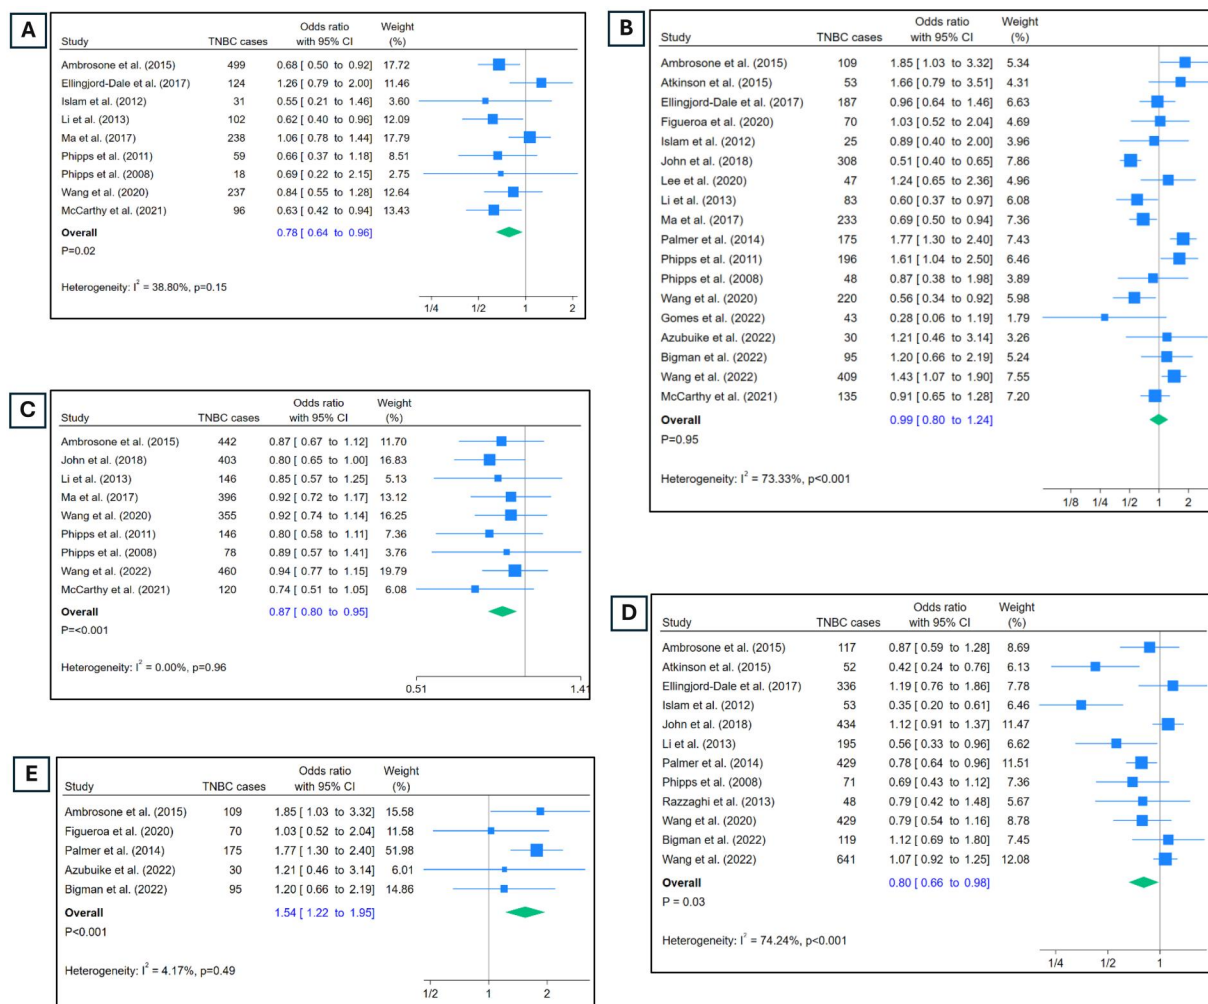 A
Odds ratio Weight
Study TNBC cases with 95% CI (%)
Ambrosone et al. (2015) 499 0.68 [ 0.50 to 0.92] 17.72
Ellingjord-Dale et al. (2017) 124 1.26 [ 0.79 to 2.00] 11.46
Islam et al. (2012) 31 0.55 [ 0.21 to 1.46] 3.60
Li et al. (2013) 102 0.62 [ 0.40 to 0.96] 12.09
Ma et al. (2017) 238 1.06 [ 0.78 to 1.44] 17.79
Phipps et al. (2011) 59 0.66 [ 0.37 to 1.18] 8.51
Phipps et al. (2008) 18 0.69 [ 0.22 to 2.15] 2.75
Wang et al. (2020) 237 0.84 [ 0.55 to 1.28] 12.64
McCarthy et al. (2021) 96 0.63 [ 0.42 to 0.94] 13.43
Overall 0.78 [ 0.64 to 0.96]
P=0.02
Heterogeneity: I² = 38.80%, p=0.15
1/4 1/2 1 2
B
Odds ratio Weight
Study TNBC cases with 95% CI (%)
Ambrosone et al. (2015) 109 1.85 [ 1.03 to 3.32] 5.34
Atkinson et al. (2015) 53 1.66 [ 0.79 to 3.51] 4.31
Ellingjord-Dale et al. (2017) 187 0.96 [ 0.64 to 1.46] 6.63
Figueroa et al. (2020) 70 1.03 [ 0.52 to 2.04] 4.69
Islam et al. (2012) 25 0.89 [ 0.40 to 2.00] 3.96
John et al. (2018) 308 0.51 [ 0.40 to 0.65] 7.86
Lee et al. (2020) 47 1.24 [ 0.65 to 2.36] 4.96
Li et al. (2013) 83 0.60 [ 0.37 to 0.97] 6.08
Ma et al. (2017) 233 0.69 [ 0.50 to 0.94] 7.36
Palmer et al. (2014) 175 1.77 [ 1.30 to 2.40] 7.43
Phipps et al. (2011) 196 1.61 [ 1.04 to 2.50] 6.46
Phipps et al. (2008) 48 0.87 [ 0.38 to 1.98] 3.89
Wang et al. (2020) 220 0.56 [ 0.34 to 0.92] 5.98
Gomes et al. (2022) 43 0.28 [ 0.06 to 1.19] 1.79
Azubuike et al. (2022) 30 1.21 [ 0.46 to 3.14] 3.26
Bigman et al. (2022) 95 1.20 [ 0.66 to 2.19] 5.24
Wang et al. (2022) 409 1.43 [ 1.07 to 1.90] 7.55
McCarthy et al. (2021) 135 0.91 [ 0.65 to 1.28] 7.20
Overall 0.99 [ 0.80 to 1.24]
P=0.95
Heterogeneity: I² = 73.33%, p<0.001
1/8 1/4 1/2 1 2
C
Odds ratio Weight
Study TNBC cases with 95% CI (%)
Ambrosone et al. (2015) 442 0.87 [ 0.67 to 1.12] 11.70
John et al. (2018) 403 0.80 [ 0.65 to 1.00] 16.83
Li et al. (2013) 146 0.85 [ 0.57 to 1.25] 5.13
Ma et al. (2017) 396 0.92 [ 0.72 to 1.17] 13.12
Wang et al. (2020) 355 0.92 [ 0.74 to 1.14] 16.25
Phipps et al. (2011) 146 0.80 [ 0.58 to 1.11] 7.36
Phipps et al. (2008) 78 0.89 [ 0.57 to 1.41] 3.76
Wang et al. (2022) 460 0.94 [ 0.77 to 1.15] 19.79
McCarthy et al. (2021) 120 0.74 [ 0.51 to 1.05] 6.08
Overall 0.87 [ 0.80 to 0.95]
P=<0.001
Heterogeneity: I² = 0.00%, p=0.96
0.51 1.41
D
Odds ratio Weight
Study TNBC cases with 95% CI (%)
Ambrosone et al. (2015) 117 0.87 [ 0.59 to 1.28] 8.69
Atkinson et al. (2015) 52 0.42 [ 0.24 to 0.76] 6.13
Ellingjord-Dale et al. (2017) 336 1.19 [ 0.76 to 1.86] 7.78
Islam et al. (2012) 53 0.35 [ 0.20 to 0.61] 6.46
John et al. (2018) 434 1.12 [ 0.91 to 1.37] 11.47
Li et al. (2013) 195 0.56 [ 0.33 to 0.96] 6.62
Palmer et al. (2014) 429 0.78 [ 0.64 to 0.96] 11.51
Phipps et al. (2008) 71 0.69 [ 0.43 to 1.12] 7.36
Razzaghi et al. (2013) 48 0.79 [ 0.42 to 1.48] 5.67
Wang et al. (2020) 429 0.79 [ 0.54 to 1.16] 8.78
Bigman et al. (2022) 119 1.12 [ 0.69 to 1.80] 7.45
Wang et al. (2022) 641 1.07 [ 0.92 to 1.25] 12.08
Overall 0.80 [ 0.66 to 0.98]
P = 0.03
Heterogeneity: I² = 74.24%, p<0.001
1/4 1/2 1
E
Odds ratio Weight
Study TNBC cases with 95% CI (%)
Ambrosone et al. (2015) 109 1.85 [ 1.03 to 3.32] 15.58
Figueroa et al. (2020) 70 1.03 [ 0.52 to 2.04] 11.58
Palmer et al. (2014) 175 1.77 [ 1.30 to 2.40] 51.98
Azubuike et al. (2022) 30 1.21 [ 0.46 to 3.14] 6.01
Bigman et al. (2022) 95 1.20 [ 0.66 to 2.19] 14.86
Overall 1.54 [ 1.22 to 1.95]
P<0.001
Heterogeneity: I² = 4.17%, p=0.49
1/2 1 2